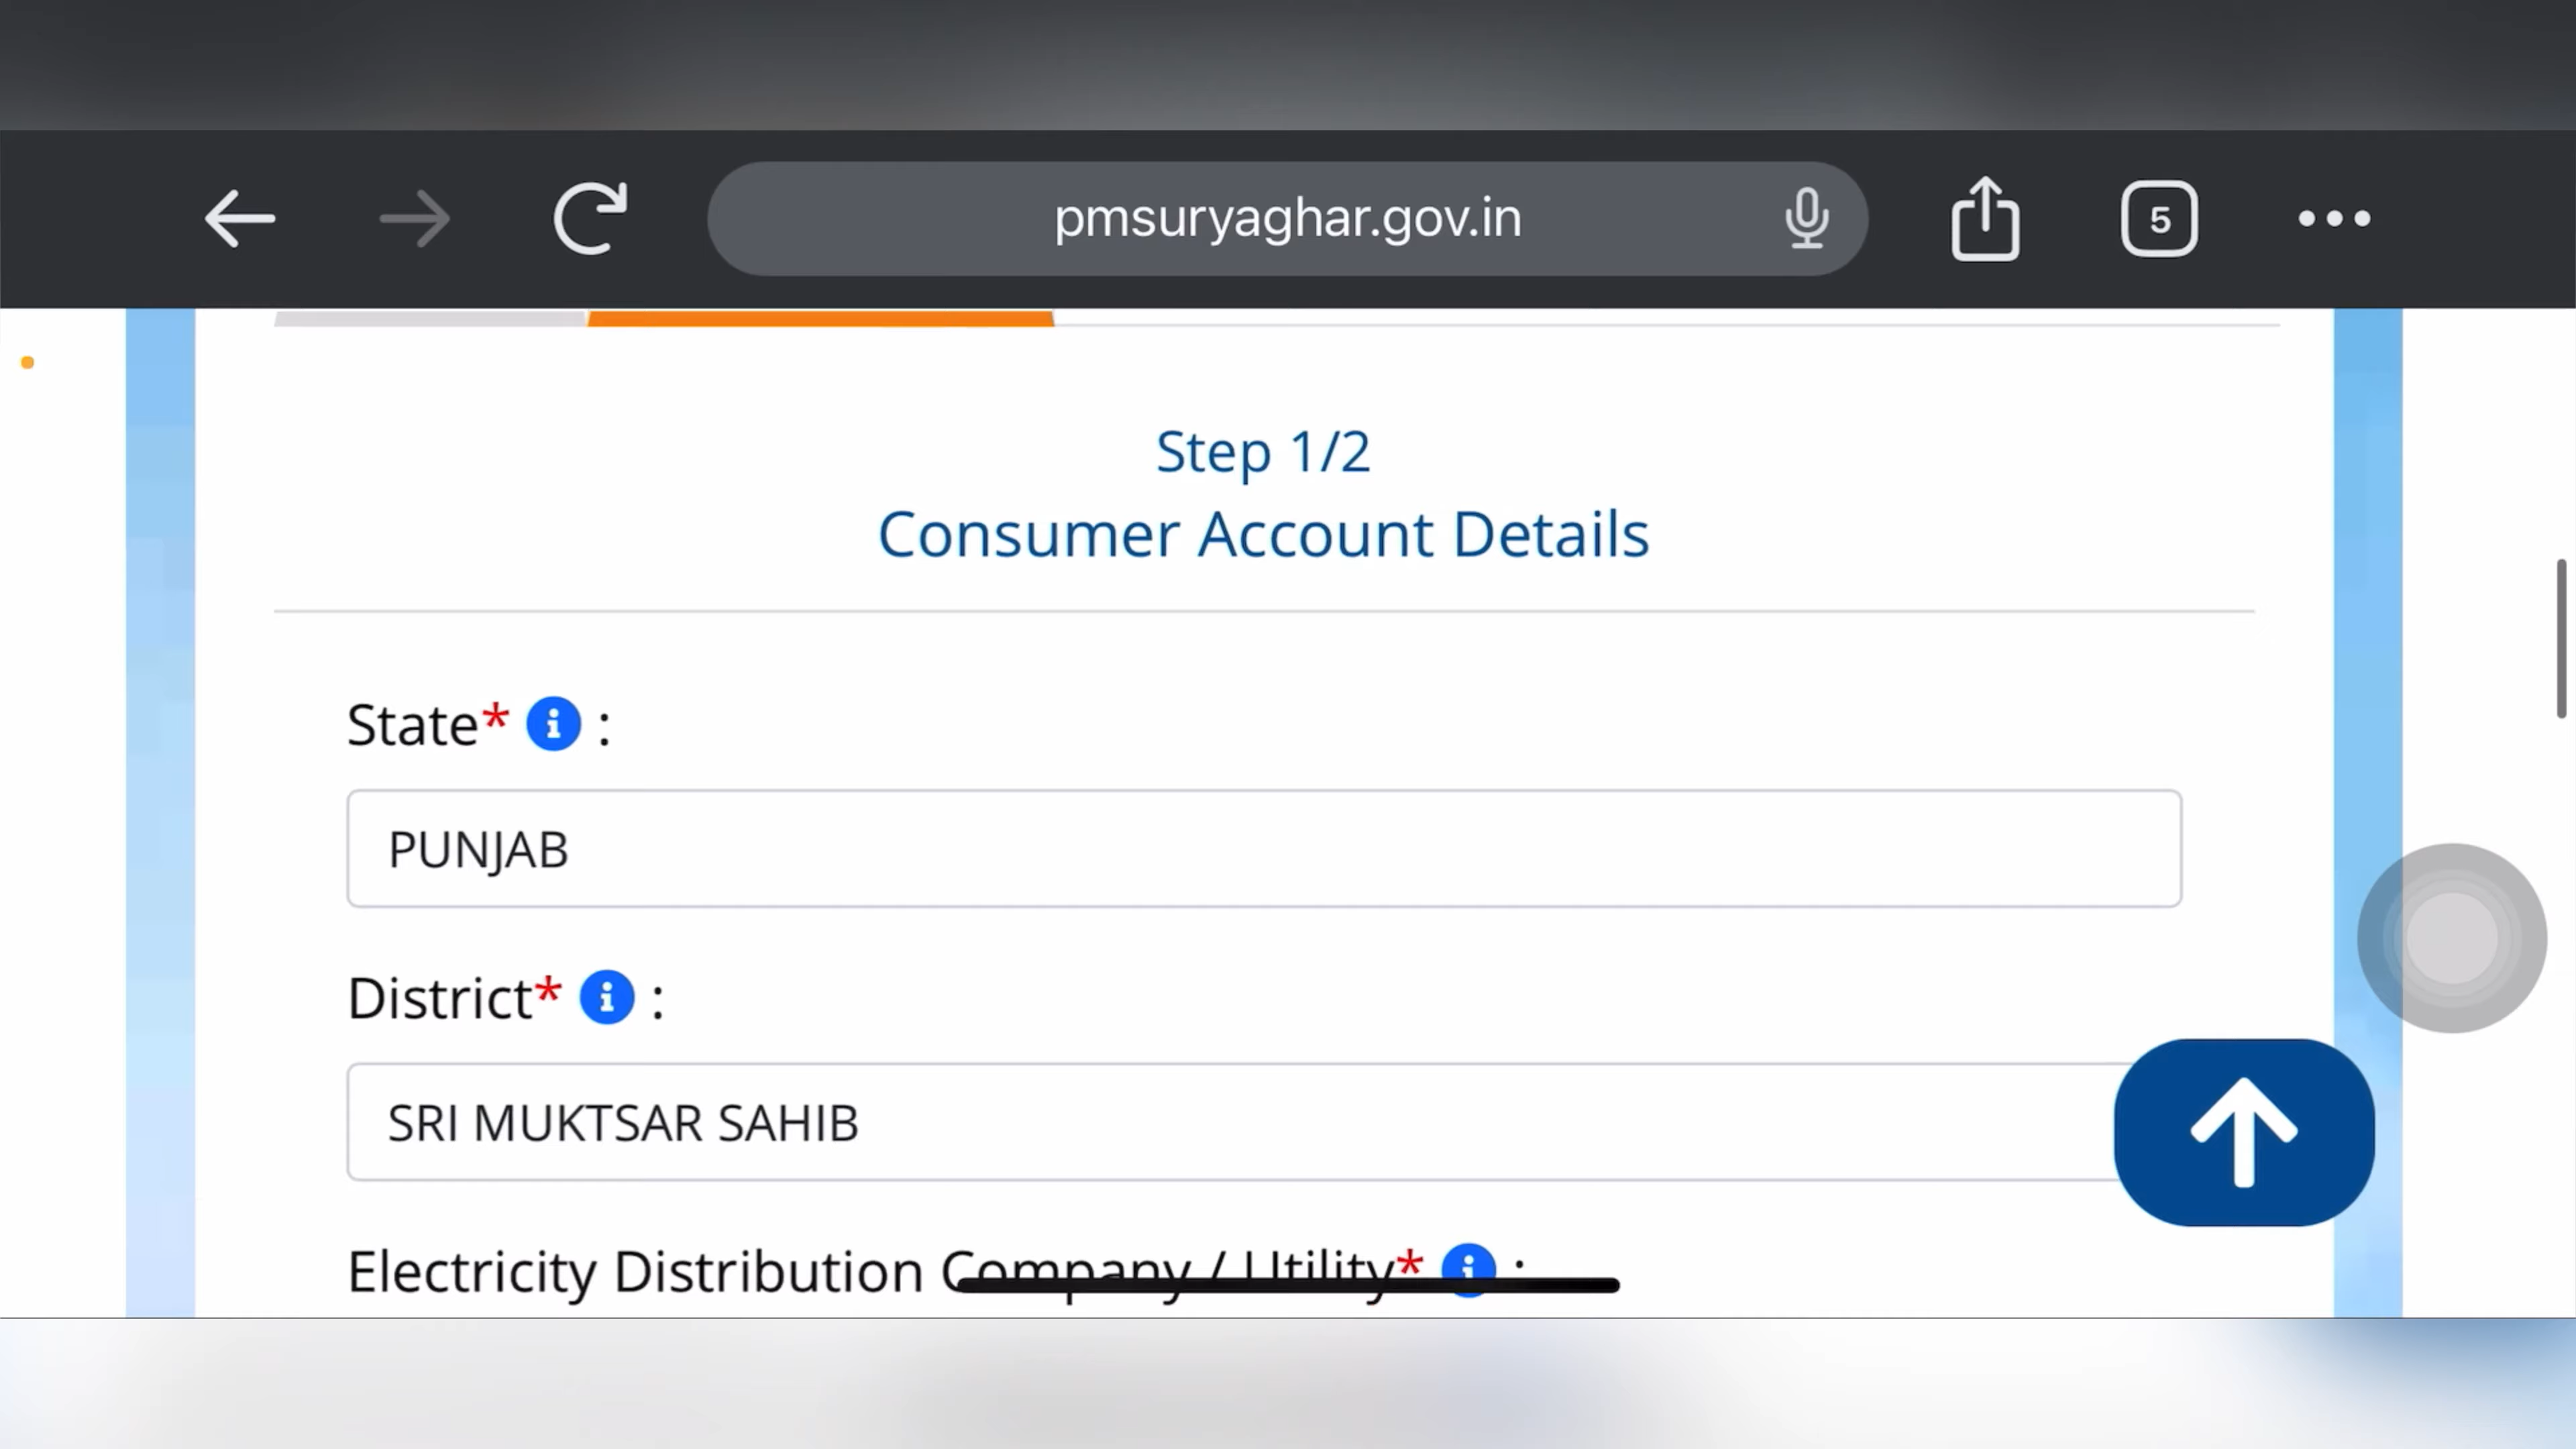 pmsuryaghar.gov.in
5
Step 1/2
Consumer Account Details
State* i :
PUNJAB
District* i :
SRI MUKTSAR SAHIB
Electricity Distribution Company / Utility* i :